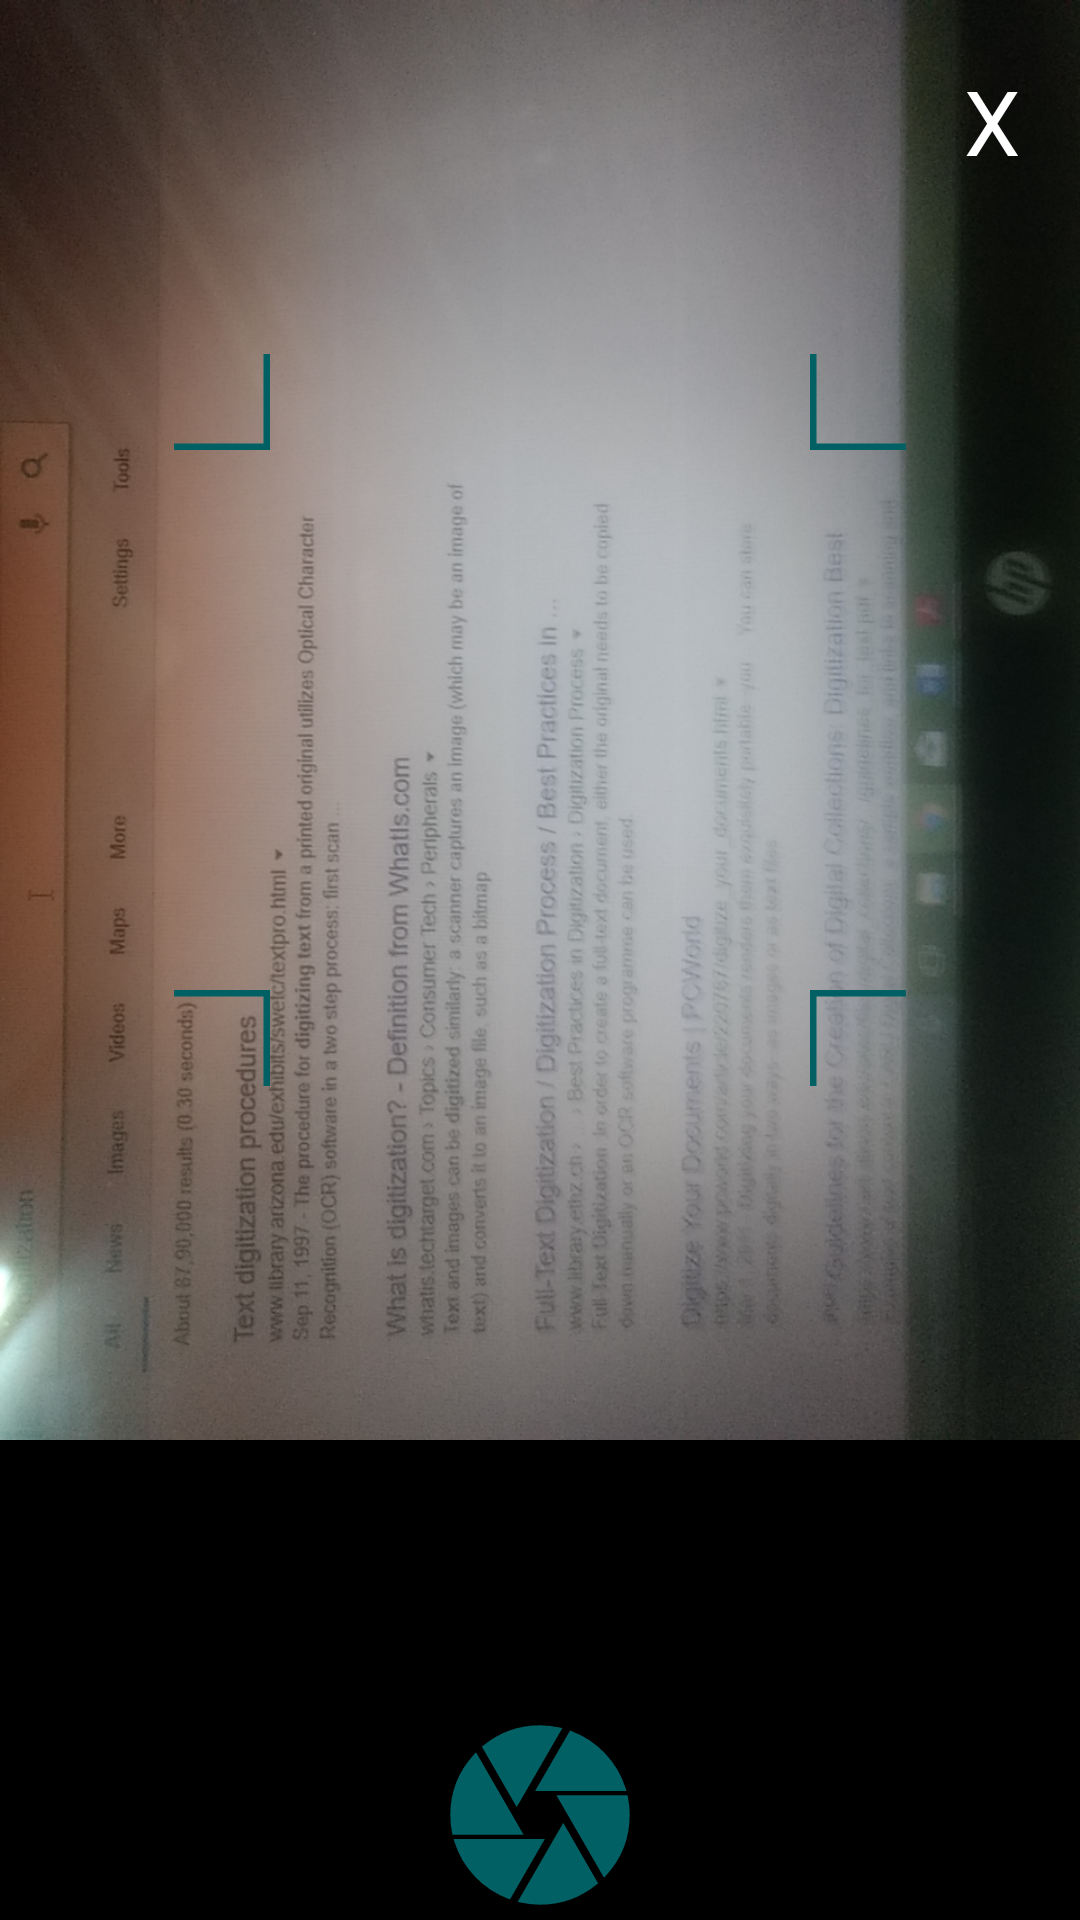 X
All News Images Videos Maps More Settings Tools
About 87,90,000 results (0.30 seconds)
Text digitization procedures
www.library.arizona.edu/exhibits/swetc/textpro.html
Sep 11, 1997 - The procedure for digitizing text from a printed original utilizes Optical Character
Recognition (OCR) software in a two step process: first scan ...
What is digitization? - Definition from WhatIs.com
whatis.techtarget.com › Topics › Consumer Tech › Peripherals
Text and images can be digitized similarly: a scanner captures an image (which may be an image of
text) and converts it to an image file, such as a bitmap.
Full-Text Digitization / Digitization Process / Best Practices in ...
www.library.ethz.ch › ... › Best Practices in Digitization › Digitization Process
Full Text Digitization. In order to create a full-text document, either the original needs to be copied
down manually or an OCR software programme can be used.
Digitize Your Documents | PCWorld
https://www.pcworld.com/article/220767/digitize_your_documents.html
Digitizing your documents renders them exquisitely portable you You can store
documents digitally in two ways: as images or as text files.
Guidelines for the Creation of Digital Collections: Digitization Best
hp